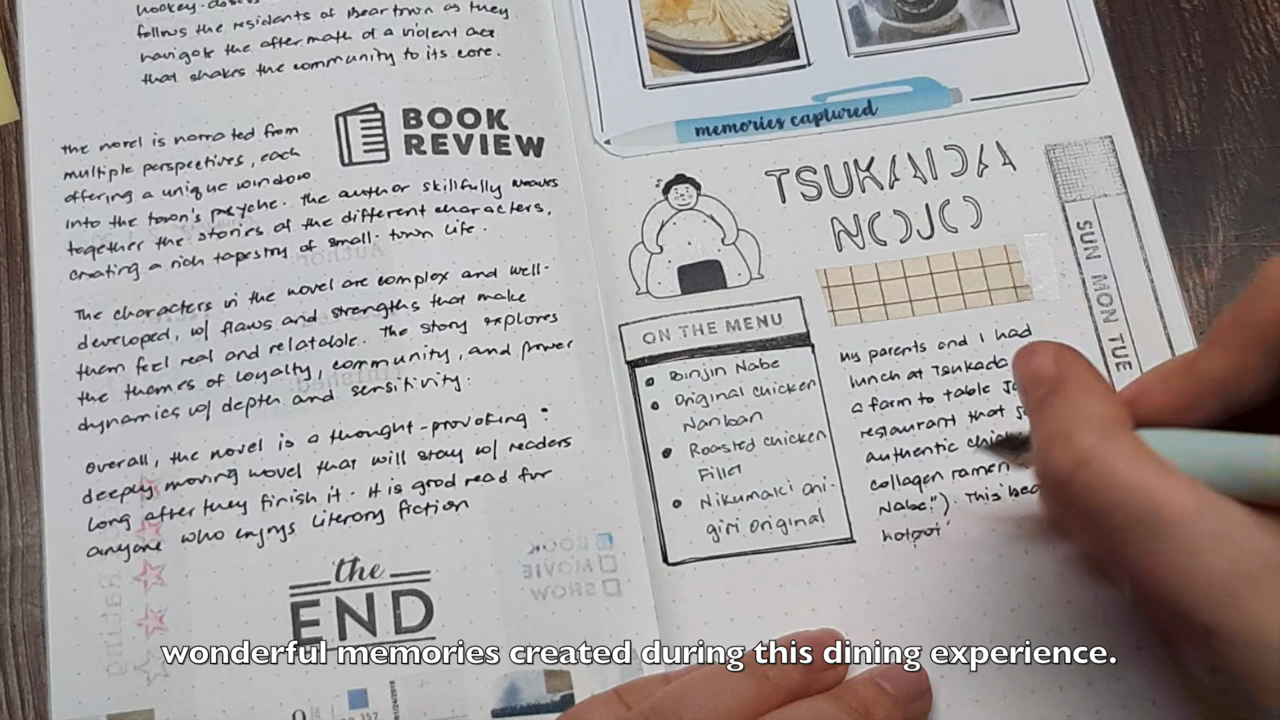 follows the residents of Beartown as they
navigate the aftermath of a violent act
that shakes the community to its core.
BOOK
REVIEW
the novel is narrated from
multiple perspectives, each
offering a unique window
into the town's psyche. the author skillfully weaves
together the stories of the different characters,
creating a rich tapestry of small-town life.
The characters in the novel are complex and well-
developed, w/ flaws and strengths that make
them feel real and relatable. The story explores
the themes of loyalty, community, and power
dynamics w/ depth and sensitivity.
Overall, the novel is a thought-provoking :
deeply moving novel that will stay w/ readers
long after they finish it. It is good read for
anyone who enjoys literary fiction
the
END
memories captured
TSUKADA
NOJO
SUN MON TUE
ON THE MENU
Binjin Nabe
Original chicken
Nanban
Roasted chicken
Fillet
Nikumaki oni-
giri original
My parents and I had
lunch at Tsukada
a farm to table
restaurant that
authentic
collagen ramen
Nabe"). This
hotpot
BOOK
MOVIE
SHOW
Rating
wonderful memories created during this dining experience.